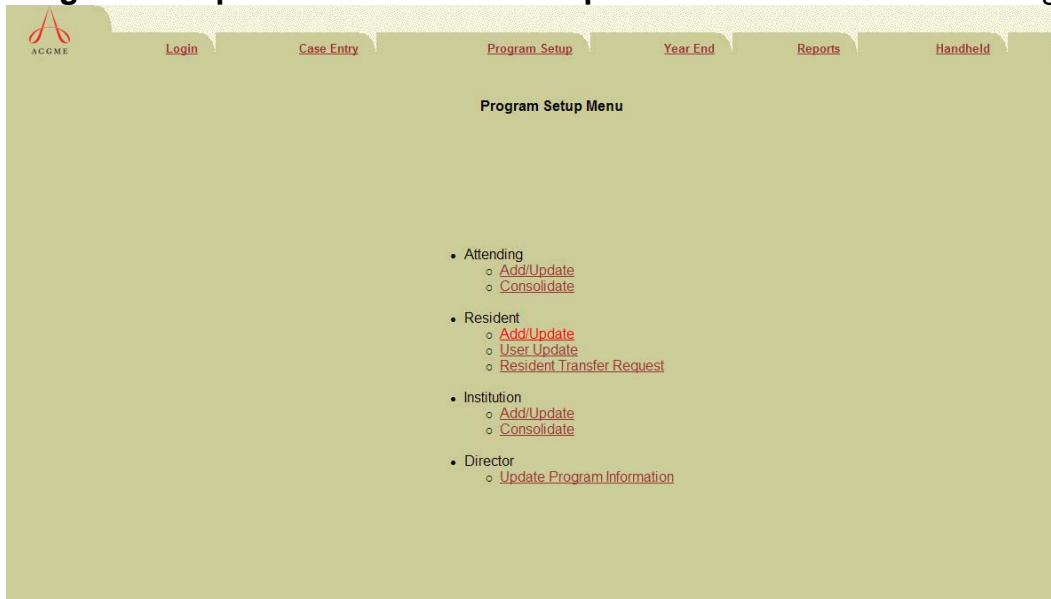 ACGME
Login Case Entry Program Setup Year End Reports Handheld
Program Setup Menu
• Attending
o Add/Update
o Consolidate
• Resident
o Add/Update
o User Update
o Resident Transfer Request
• Institution
o Add/Update
o Consolidate
• Director
o Update Program Information